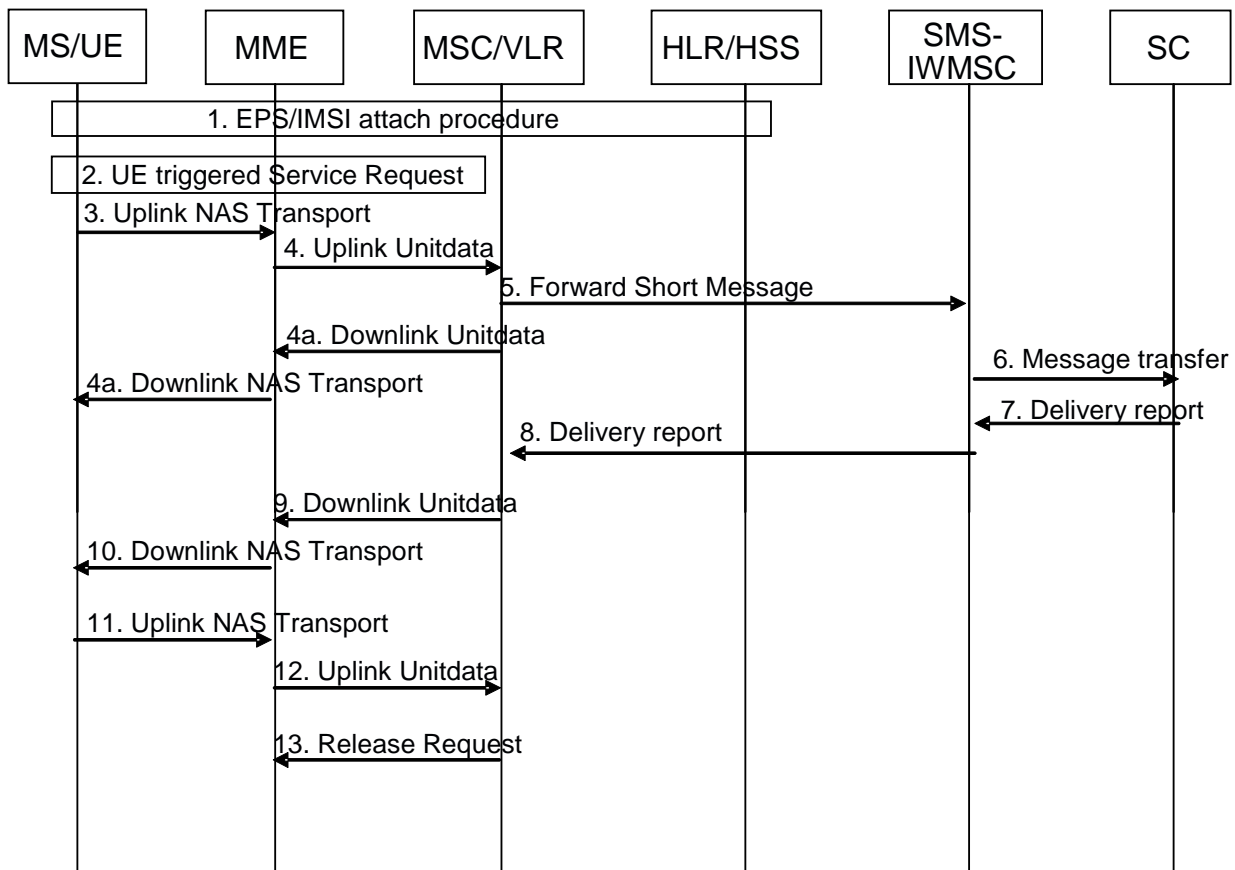 MS/UE
MME
MSC/VLR
HLR/HSS
SMS-
IWMSC
SC
1. EPS/IMSI attach procedure
2. UE triggered Service Request
3. Uplink NAS Transport
4. Uplink Unitdata
5. Forward Short Message
4a. Downlink Unitdata
6. Message transfer
4a. Downlink NAS Transport
7. Delivery report
8. Delivery report
9. Downlink Unitdata
10. Downlink NAS Transport
11. Uplink NAS Transport
12. Uplink Unitdata
13. Release Request